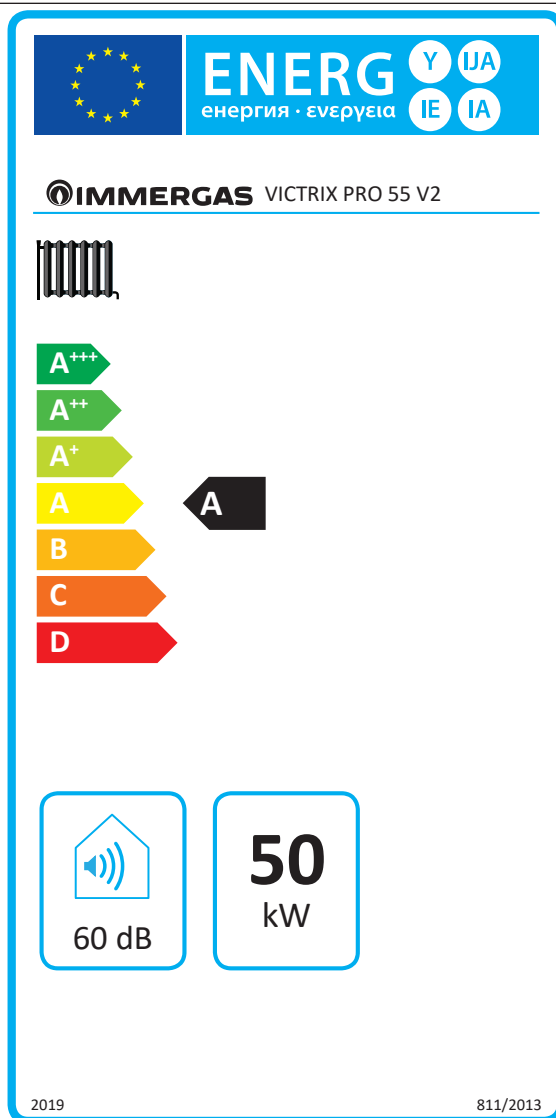 ENERG Y IJA
енергия · ενεργεια IE IA
IMMERGAS VICTRIX PRO 55 V2
A+++
A++
A+
A A
B
C
D
50
kW
60 dB
2019 811/2013